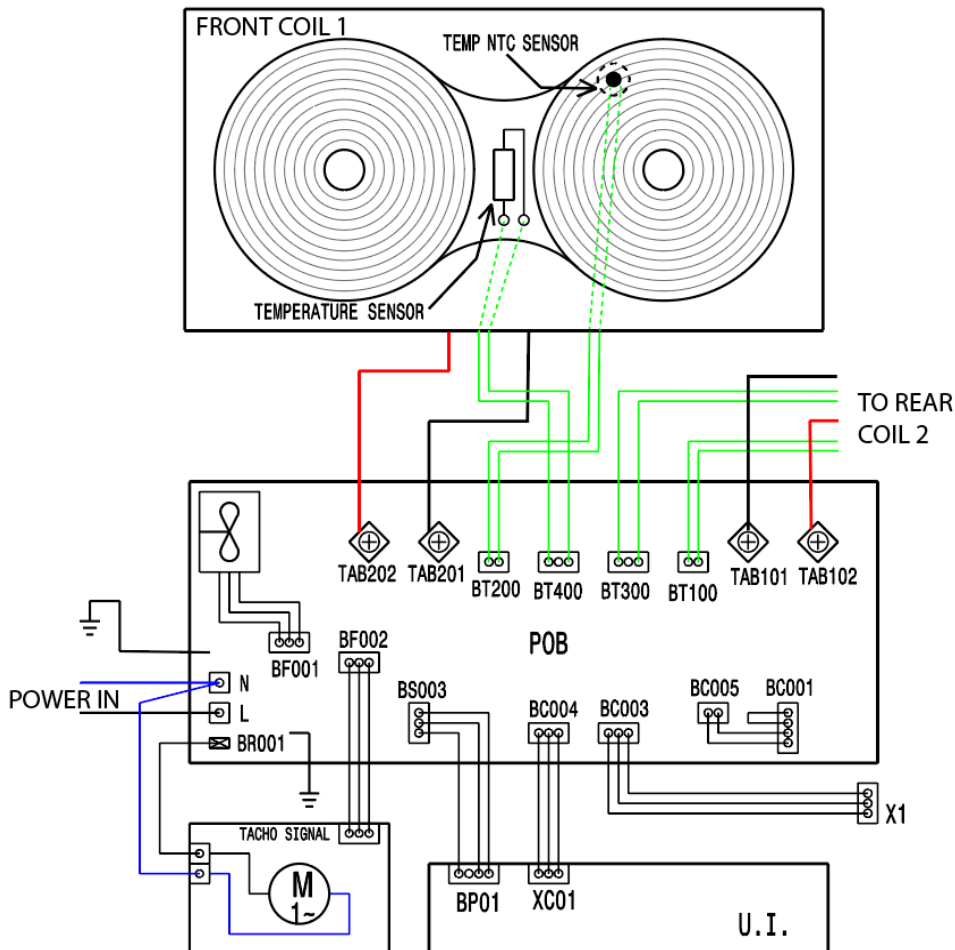 FRONT COIL 1
TEMP NTC SENSOR
TEMPERATURE SENSOR
TO REAR
COIL 2
TAB202
TAB201
BT200
BT400
BT300
BT100
TAB101
TAB102
POB
BF001
BF002
POWER IN
N
L
BR001
BS003
BC004
BC003
BC005
BC001
X1
TACHO SIGNAL
M
1~
BP01
XC01
U.I.